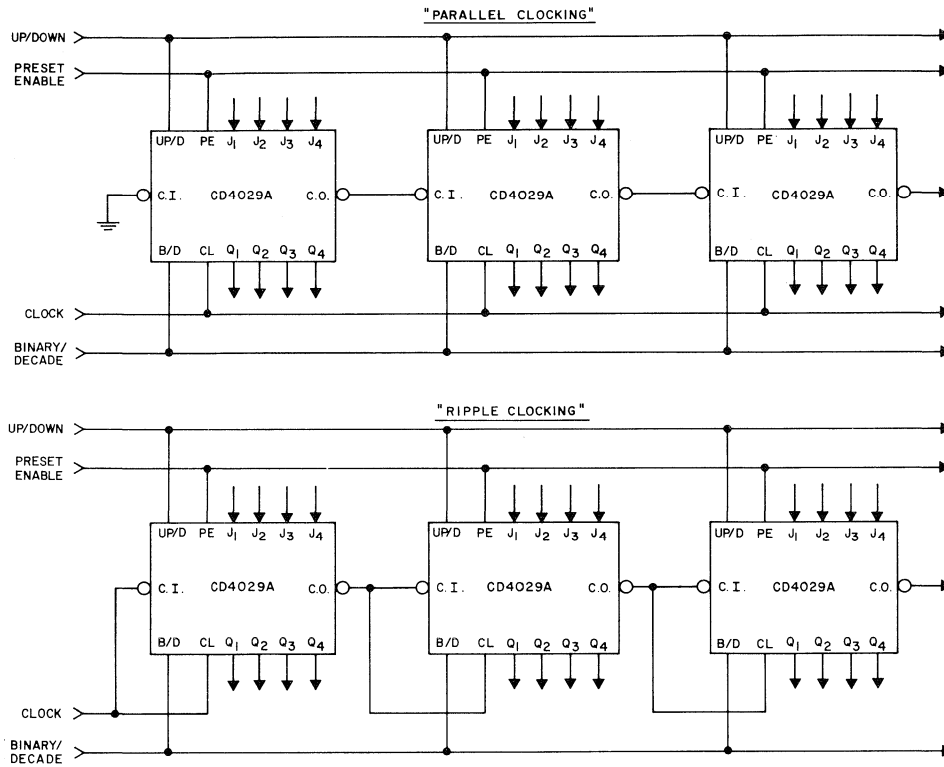 "PARALLEL CLOCKING"
UP/DOWN
PRESET
ENABLE
UP/D PE J1 J2 J3 J4
UP/D PE J1 J2 J3 J4
UP/D PE J1 J2 J3 J4
C.I. CD4029A C.O.
C.I. CD4029A C.O.
C.I. CD4029A C.O.
B/D CL Q1 Q2 Q3 Q4
B/D CL Q1 Q2 Q3 Q4
B/D CL Q1 Q2 Q3 Q4
CLOCK
BINARY/
DECADE
"RIPPLE CLOCKING"
UP/DOWN
PRESET
ENABLE
UP/D PE J1 J2 J3 J4
UP/D PE J1 J2 J3 J4
UP/D PE J1 J2 J3 J4
C.I. CD4029A C.O.
C.I. CD4029A C.O.
C.I. CD4029A C.O.
B/D CL Q1 Q2 Q3 Q4
B/D CL Q1 Q2 Q3 Q4
B/D CL Q1 Q2 Q3 Q4
CLOCK
BINARY/
DECADE